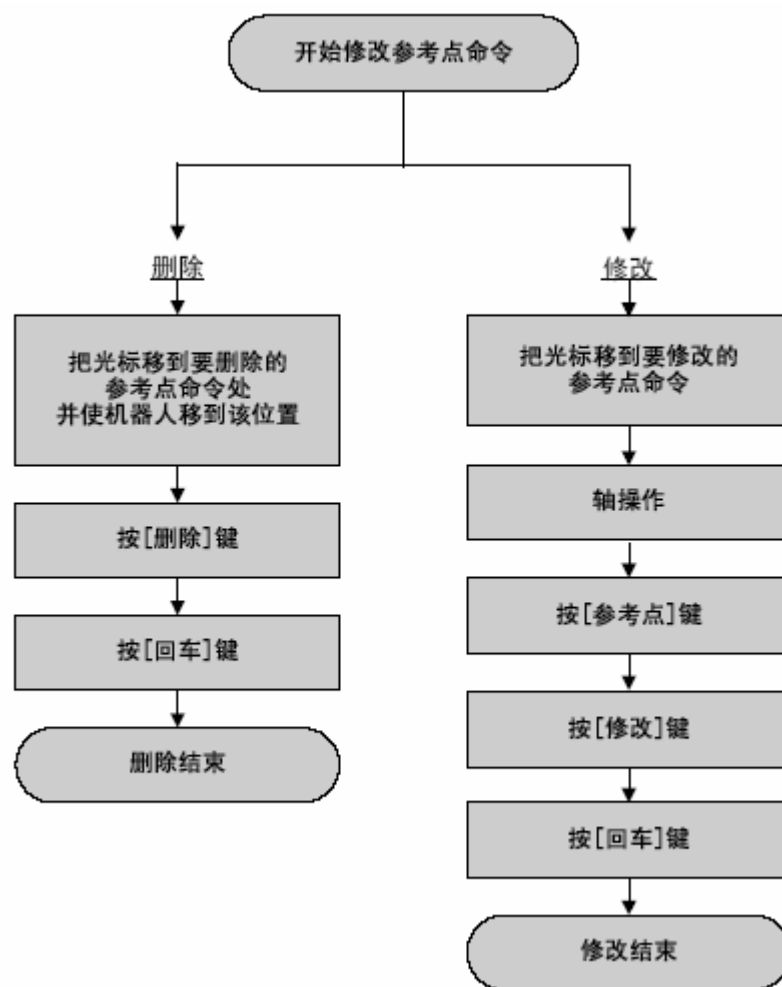 开始修改参考点命令
删除
把光标移到要删除的
参考点命令处
并使机器人移到该位置
按[删除]键
按[回车]键
删除结束
修改
把光标移到要修改的
参考点命令
轴操作
按[参考点]键
按[修改]键
按[回车]键
修改结束